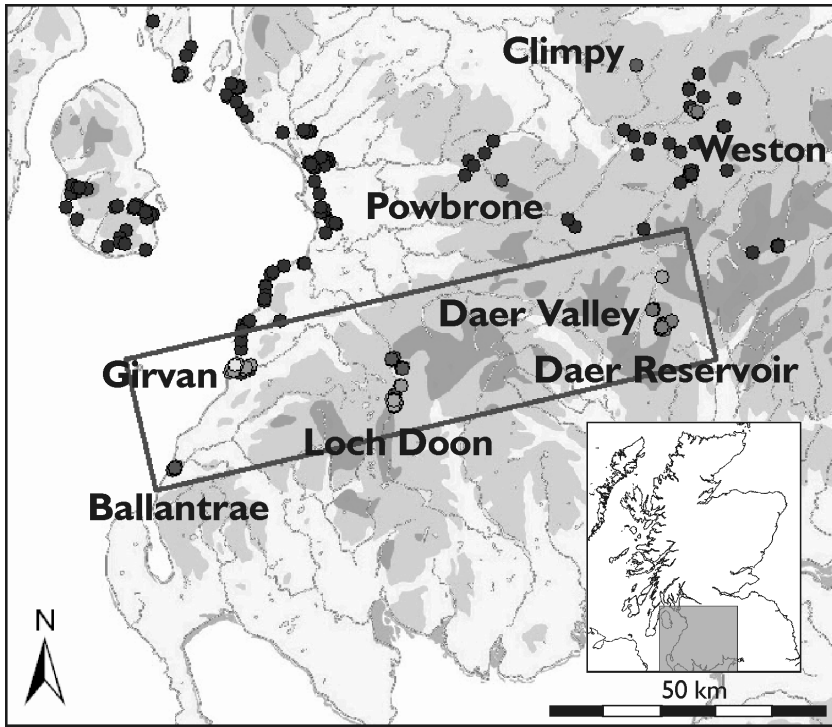 Climpy
Weston
Powbrone
Daer Valley
Girvan
Daer Reservoir
Loch Doon
Ballantrae
N
50 km